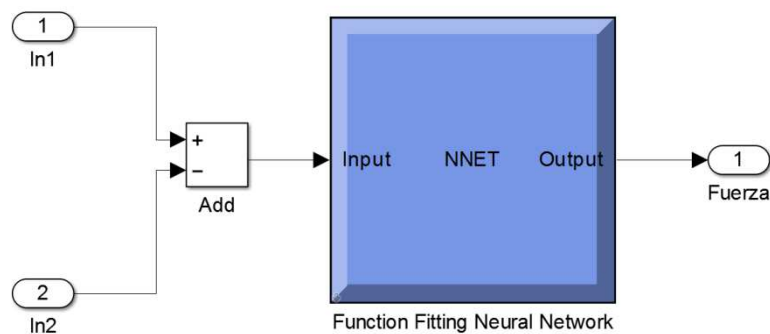 1
In1
+
−
Add
2
In2
Input NNET Output
Function Fitting Neural Network
1
Fuerza